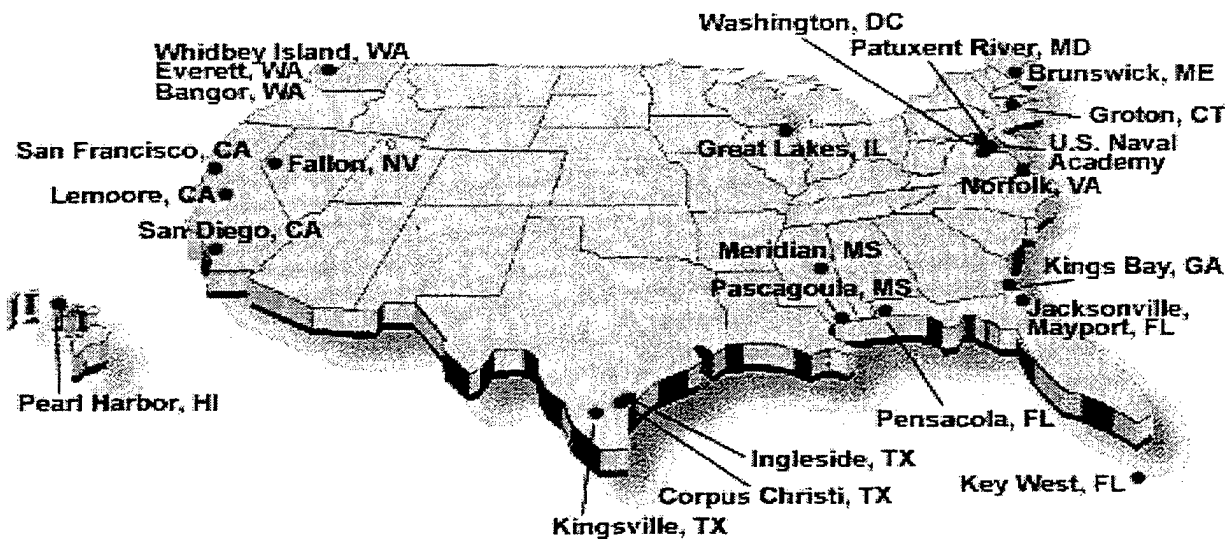 Washington, DC
Patuxent River, MD
Whidbey Island, WA
Everett, WA
Bangor, WA
Brunswick, ME
Groton, CT
San Francisco, CA
Fallon, NV
Great Lakes, IL
U.S. Naval
Academy
Lemoore, CA
Norfolk, VA
San Diego, CA
Meridian, MS
Kings Bay, GA
Pascagoula, MS
Jacksonville,
Mayport, FL
Pearl Harbor, HI
Pensacola, FL
Ingleside, TX
Key West, FL
Corpus Christi, TX
Kingsville, TX